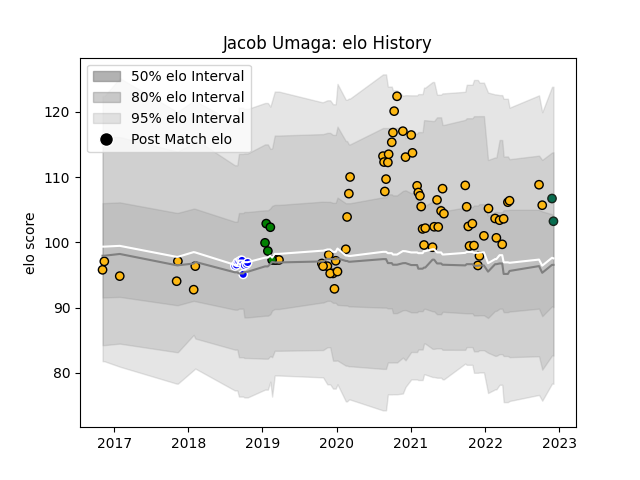 Jacob Umaga: elo History
50% elo Interval
80% elo Interval
95% elo Interval
Post Match elo
elo score
120
110
100
90
80
2017 2018 2019 2020 2021 2022 2023